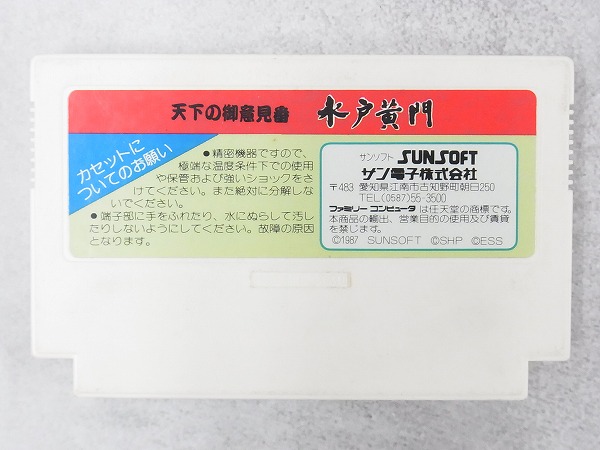 天下の御意見番 水戸黄門
カセットに
ついてのお願い
●精密機器ですので、
極端な温度条件下での使用
や保管および強いショックをさ
けてください。また絶対に分解しな
いでください。
●端子部に手をふれたり、水にぬらして汚し
たりしないようにしてください。故障の原因
となります。
サンソフト SUNSOFT
サン電子株式会社
〒483 愛知県江南市古知野町朝日250
TEL(0587)55-3500
ファミリーコンピュータは任天堂の商標です。
本商品の輸出、営業目的の使用及び賃貸
を禁じます。
©1987 SUNSOFT ©SHP ©ESS